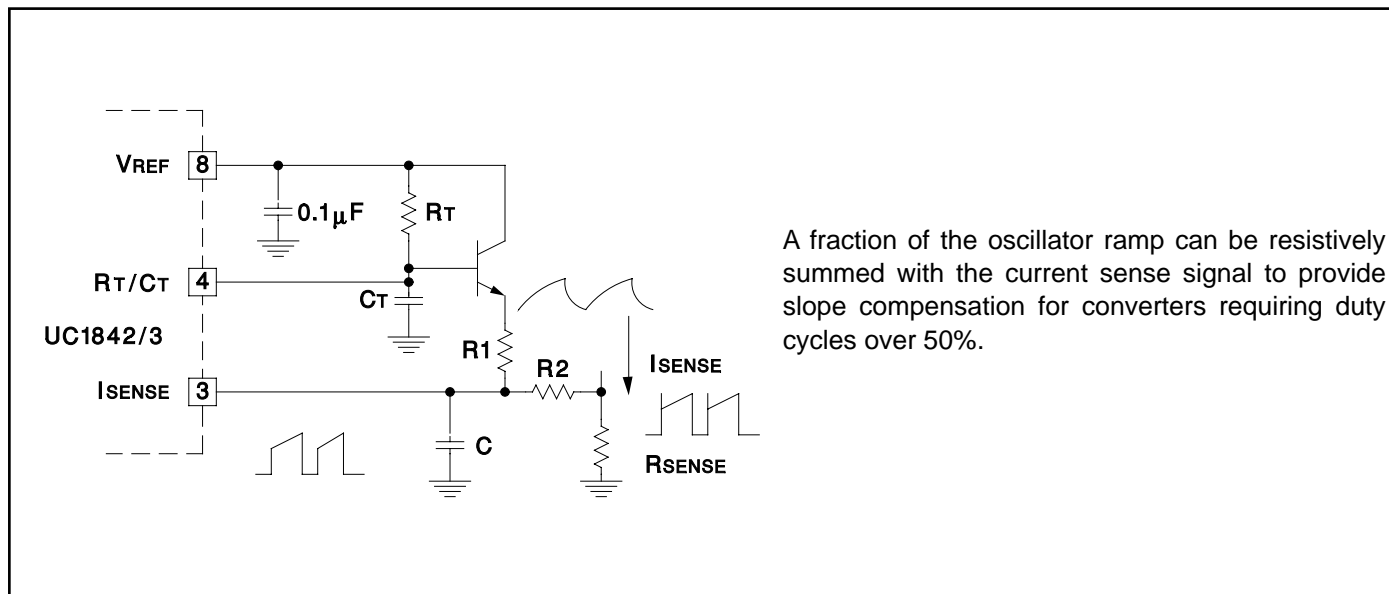 VREF 8
0.1µF
RT
RT/CT 4
CT
UC1842/3
R1
R2
ISENSE
ISENSE 3
C
RSENSE
A fraction of the oscillator ramp can be resistively
summed with the current sense signal to provide
slope compensation for converters requiring duty
cycles over 50%.